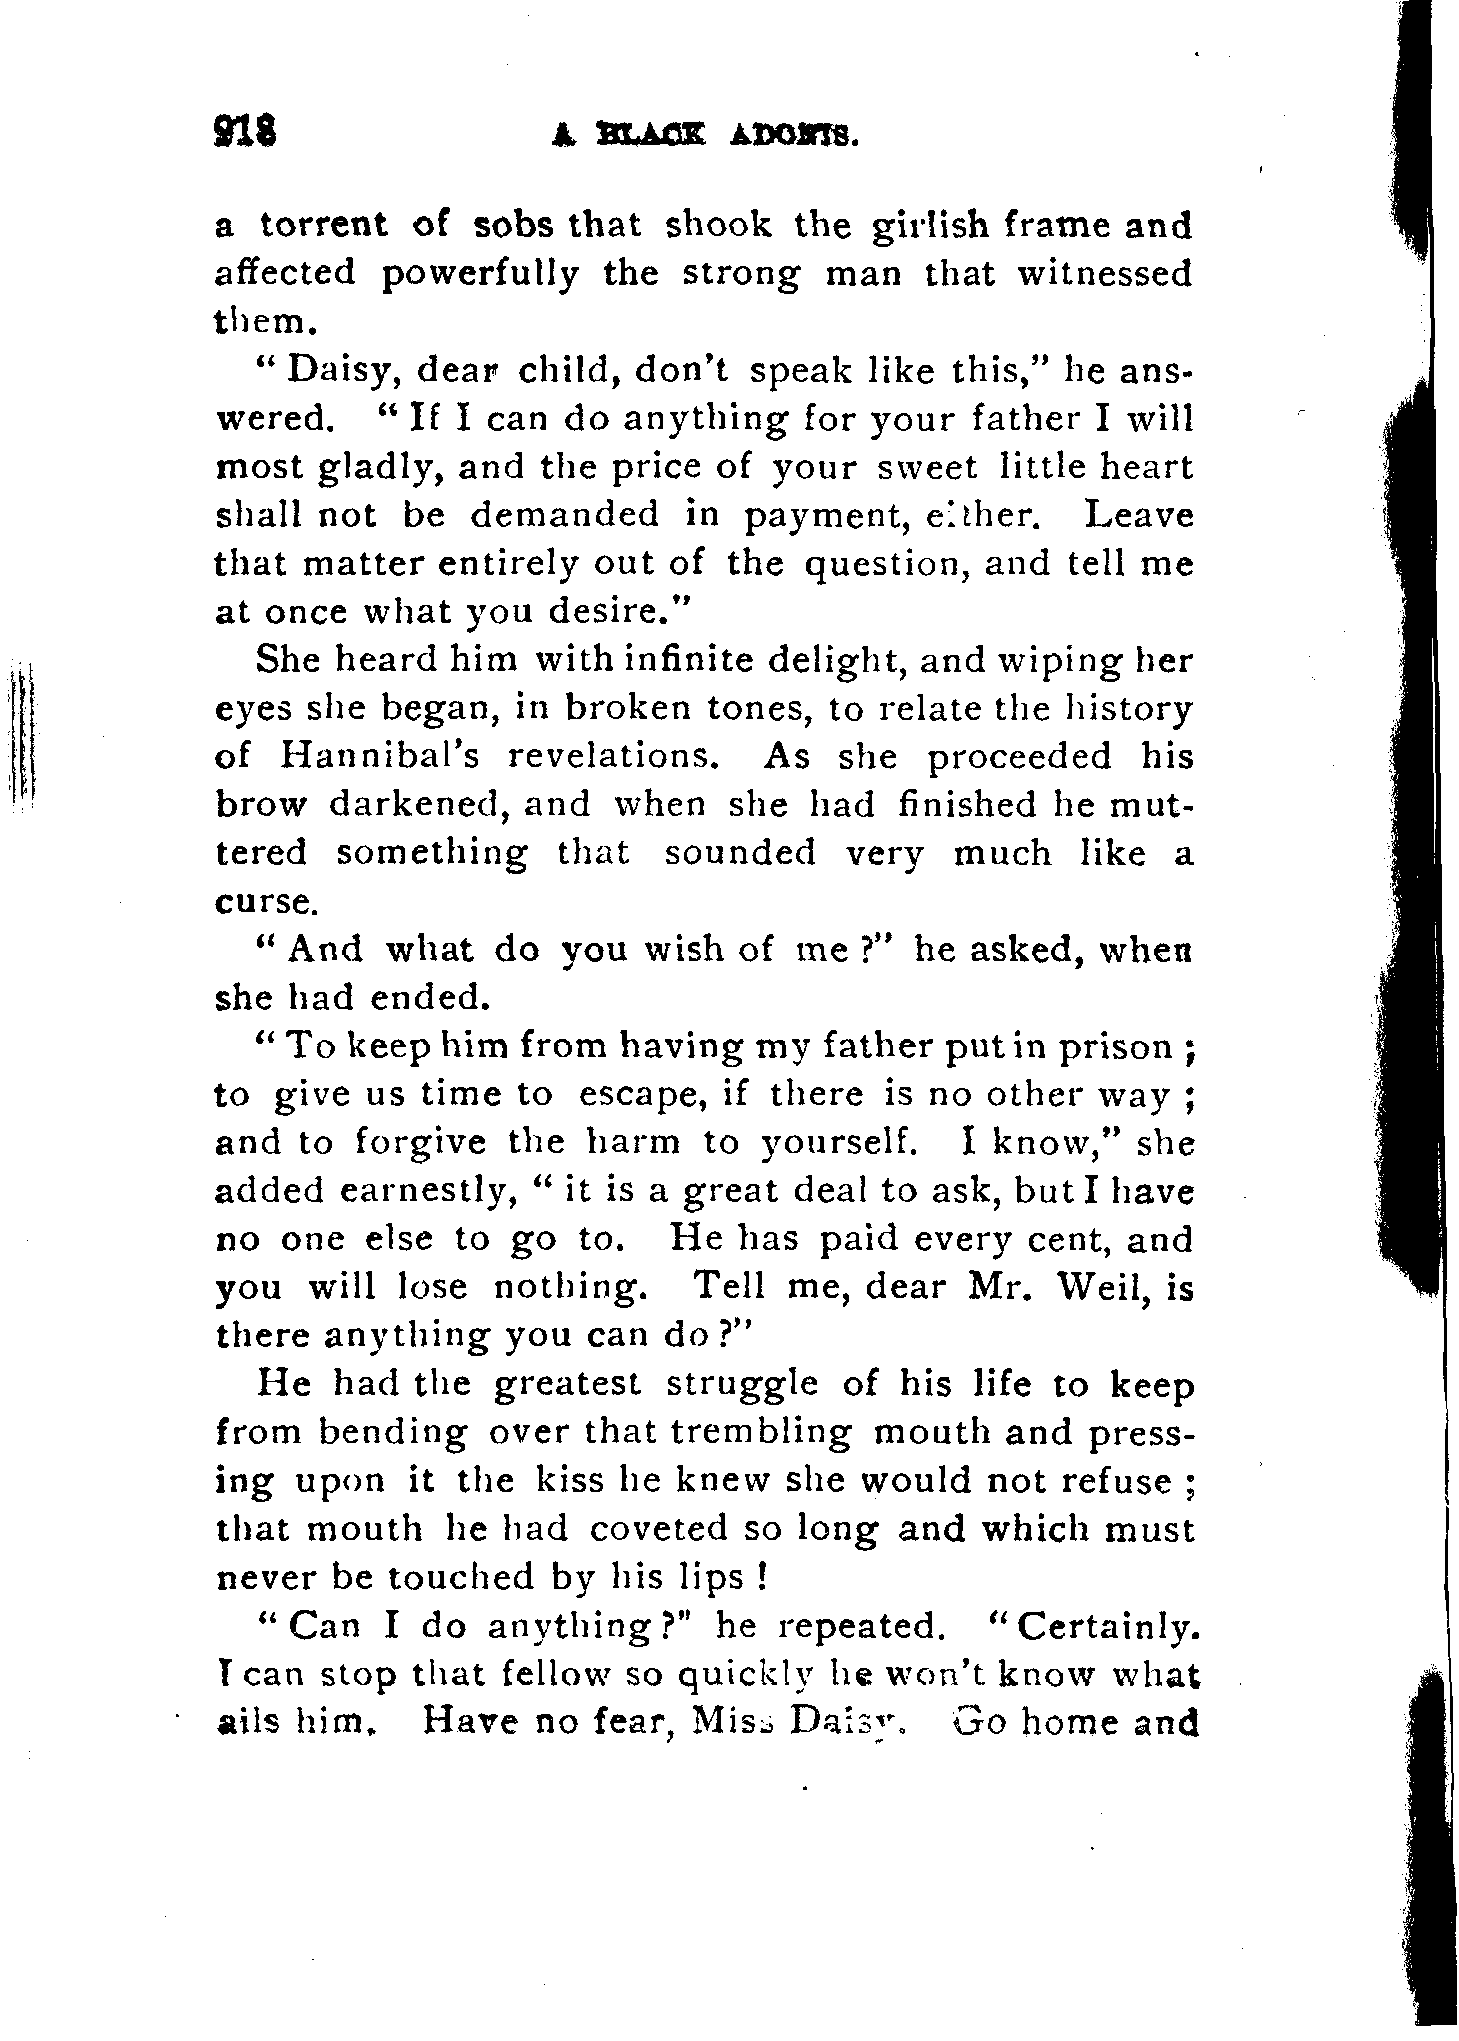 218 A BLACK ADONIS.
a torrent of sobs that shook the girlish frame and
affected powerfully the strong man that witnessed
them.
" Daisy, dear child, don't speak like this," he ans-
wered. " If I can do anything for your father I will
most gladly, and the price of your sweet little heart
shall not be demanded in payment, either. Leave
that matter entirely out of the question, and tell me
at once what you desire."
She heard him with infinite delight, and wiping her
eyes she began, in broken tones, to relate the history
of Hannibal's revelations. As she proceeded his
brow darkened, and when she had finished he mut-
tered something that sounded very much like a
curse.
" And what do you wish of me ?" he asked, when
she had ended.
" To keep him from having my father put in prison ;
to give us time to escape, if there is no other way ;
and to forgive the harm to yourself. I know," she
added earnestly, " it is a great deal to ask, but I have
no one else to go to. He has paid every cent, and
you will lose nothing. Tell me, dear Mr. Weil, is
there anything you can do ?"
He had the greatest struggle of his life to keep
from bending over that trembling mouth and press-
ing upon it the kiss he knew she would not refuse ;
that mouth he had coveted so long and which must
never be touched by his lips !
" Can I do anything ?" he repeated. " Certainly.
I can stop that fellow so quickly he won't know what
ails him. Have no fear, Miss Daisy. Go home and